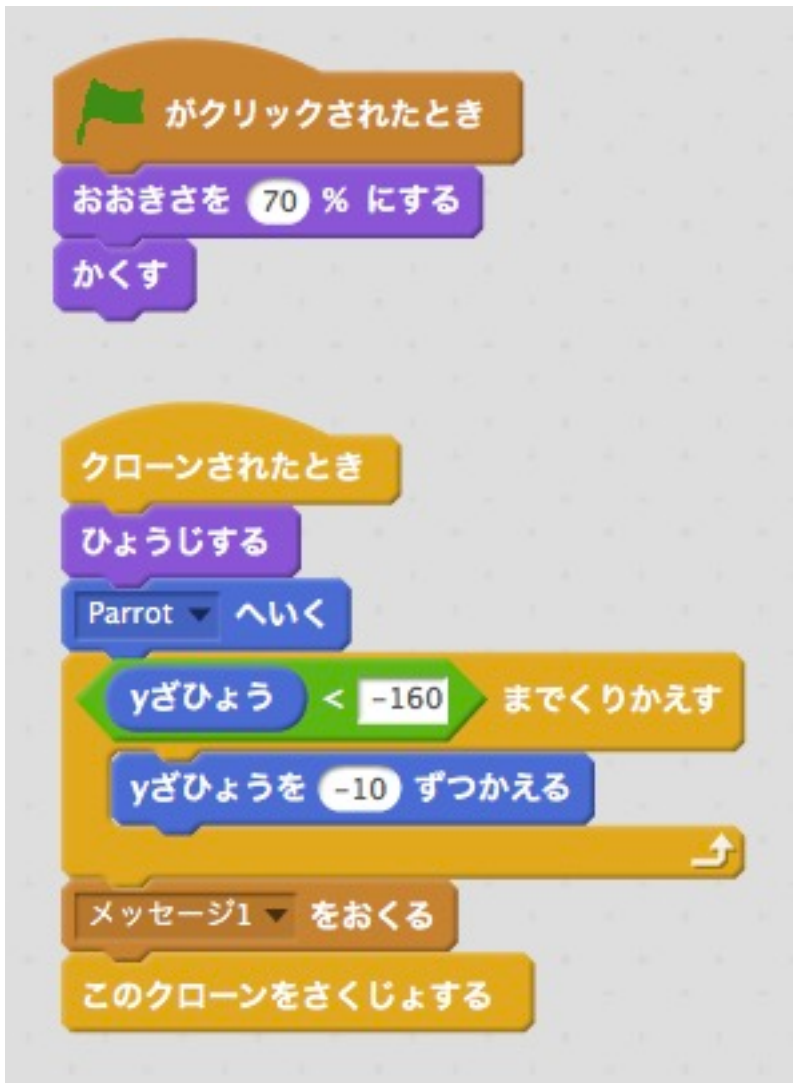 がクリックされたとき
おおきさを 70 % にする
かくす
クローンされたとき
ひょうじする
Parrot へいく
yざひょう < -160 までくりかえす
yざひょうを -10 ずつかえる
メッセージ1 をおくる
このクローンをさくじょする